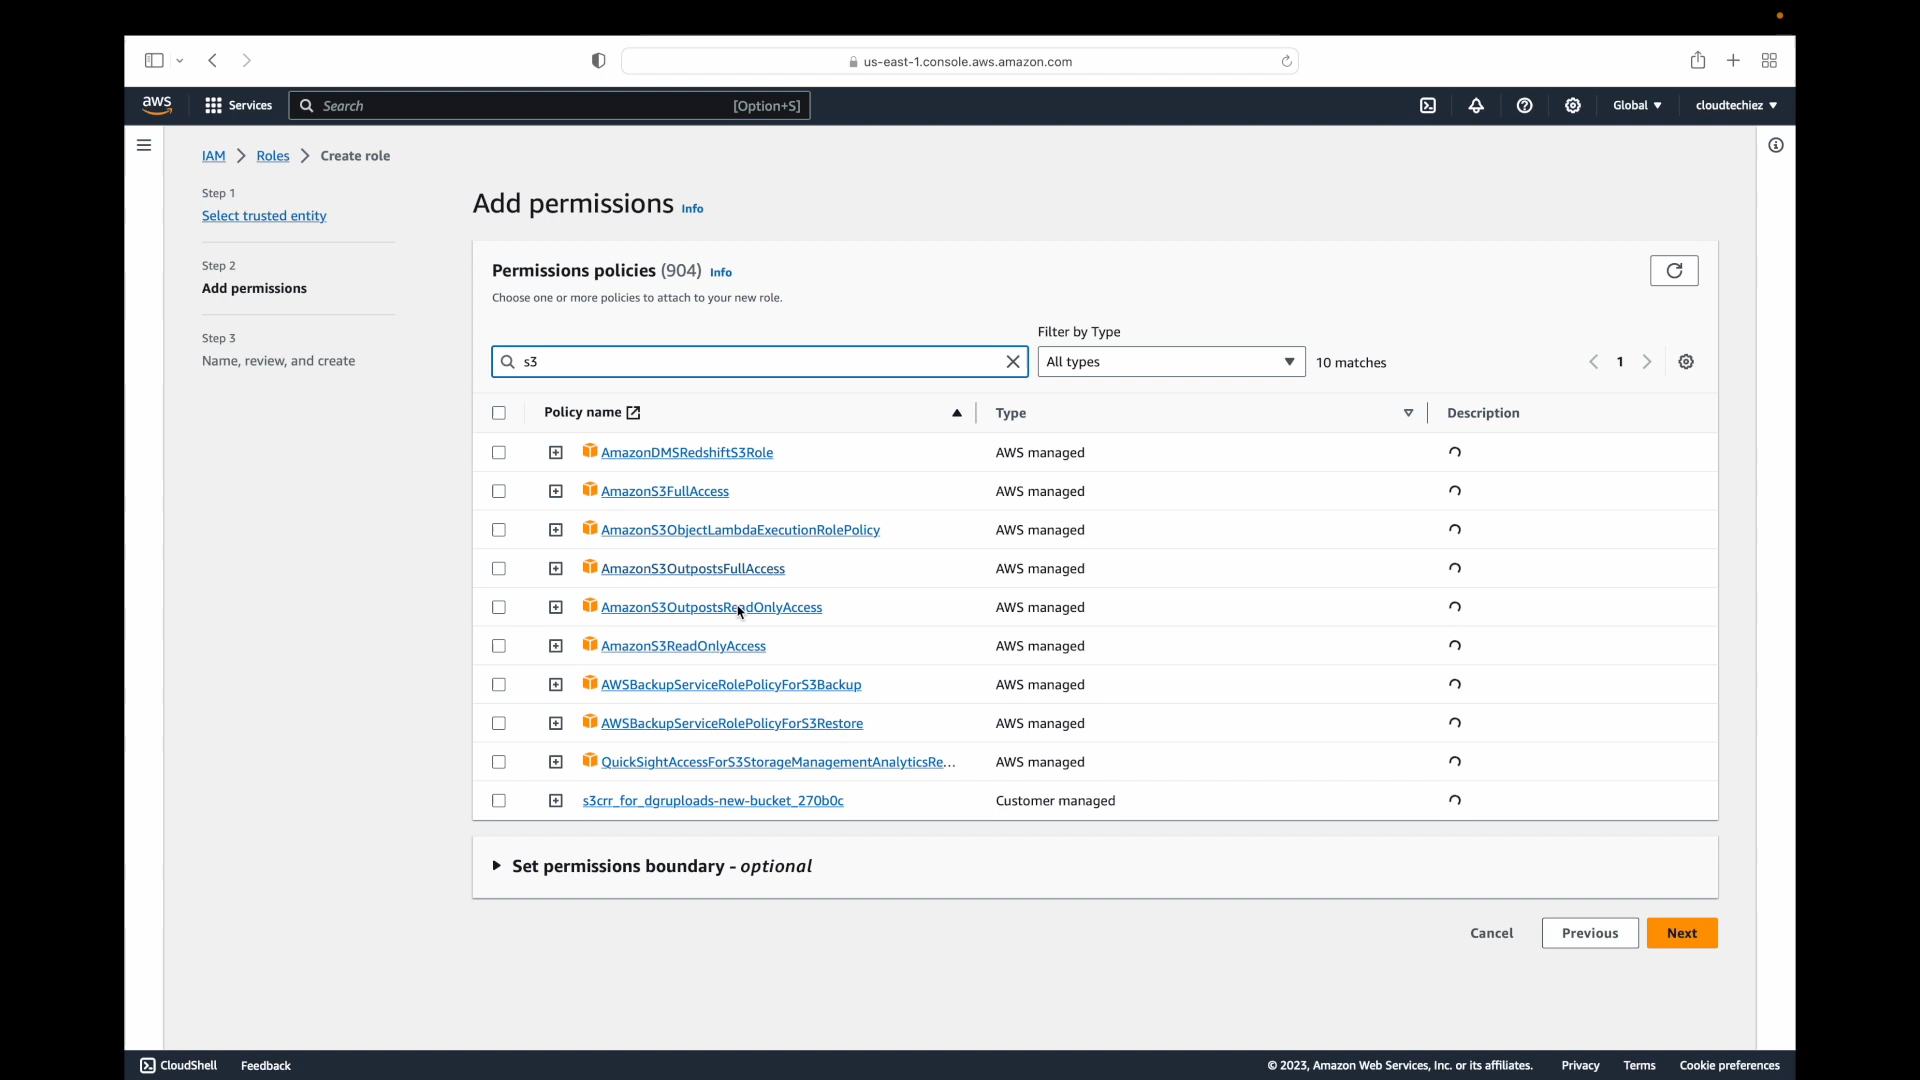 us-east-1.console.aws.amazon.com
aws Services Search [Option+S] Global cloudtechiez
IAM Roles Create role
Step 1
Select trusted entity
Step 2
Add permissions
Step 3
Name, review, and create
Add permissions Info
Permissions policies (904) Info
Choose one or more policies to attach to your new role.
Filter by Type
s3 All types 10 matches 1
Policy name Type Description
AmazonDMSRedshiftS3Role AWS managed
AmazonS3FullAccess AWS managed
AmazonS3ObjectLambdaExecutionRolePolicy AWS managed
AmazonS3OutpostsFullAccess AWS managed
AmazonS3OutpostsReadOnlyAccess AWS managed
AmazonS3ReadOnlyAccess AWS managed
AWSBackupServiceRolePolicyForS3Backup AWS managed
AWSBackupServiceRolePolicyForS3Restore AWS managed
QuickSightAccessForS3StorageManagementAnalyticsRe... AWS managed
s3crr_for_dgruploads-new-bucket_270b0c Customer managed
Set permissions boundary - optional
Cancel Previous Next
CloudShell Feedback © 2023, Amazon Web Services, Inc. or its affiliates. Privacy Terms Cookie preferences